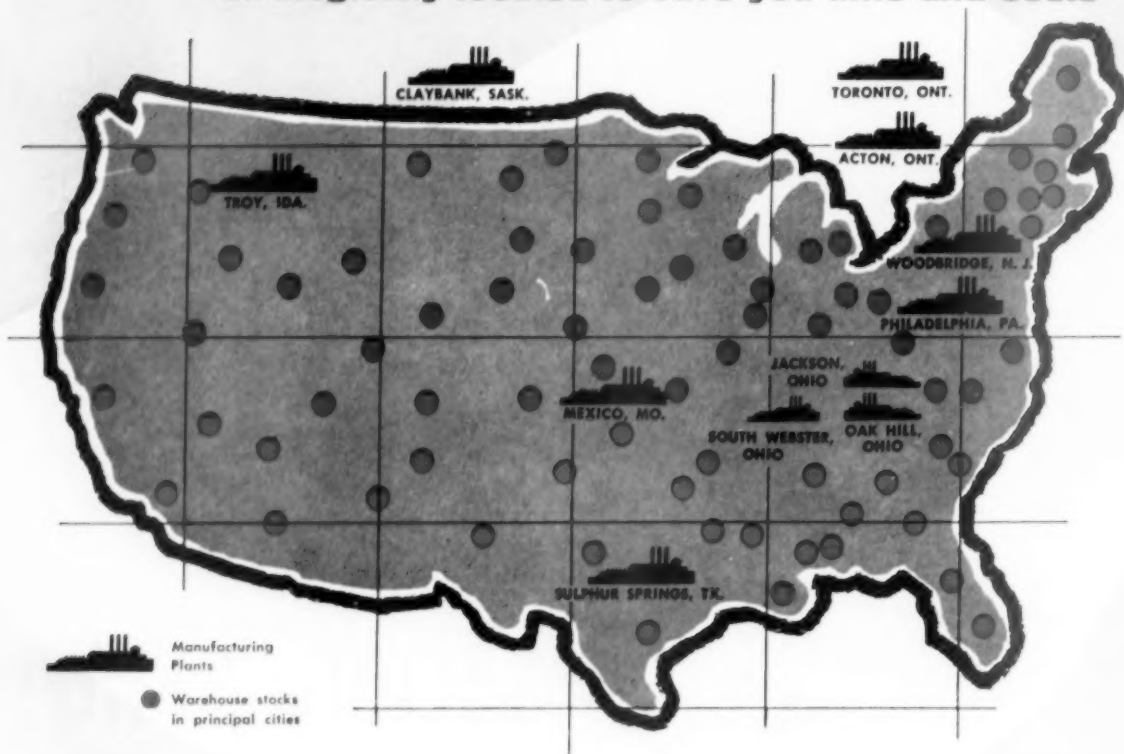 CLAYBANK, SASK.
TORONTO, ONT.
ACTON, ONT.
TROY, IDA.
WOODBRIDGE, N. J.
PHILADELPHIA, PA.
JACKSON,
OHIO
MEXICO, MO.
SOUTH WEBSTER,
OHIO
OAK HILL,
OHIO
SULPHUR SPRINGS, TX.
Manufacturing
Plants
Warehouse stocks
in principal cities